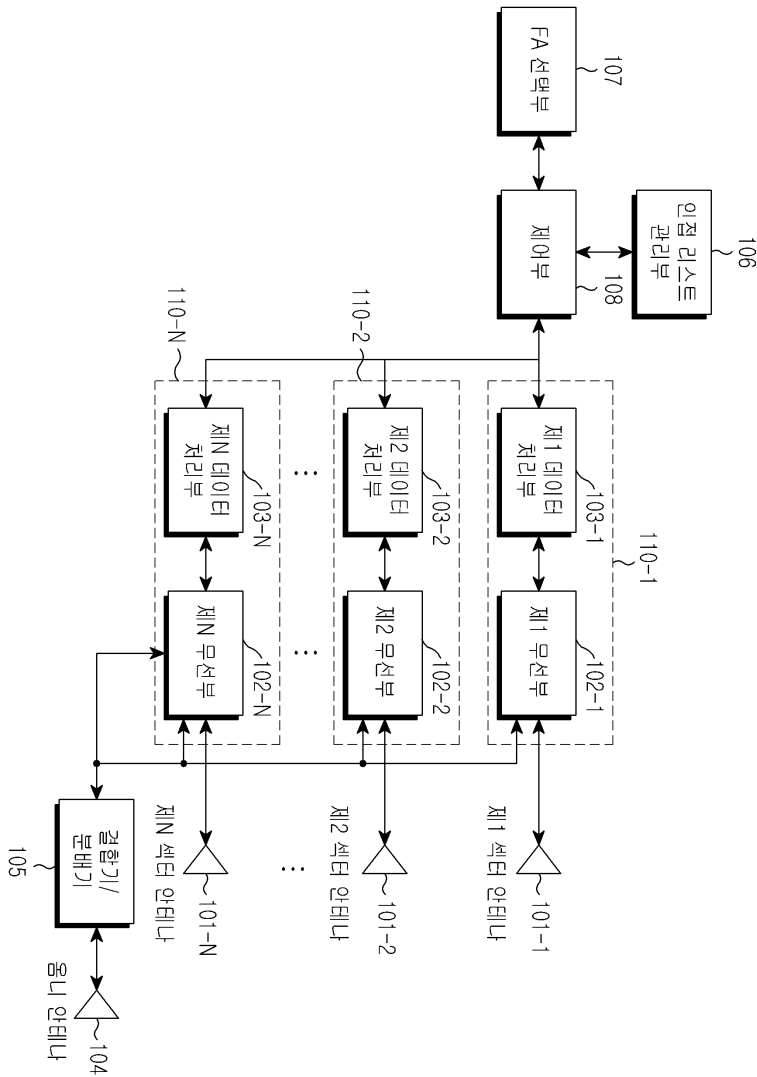 106
인접 리스트
관리부
110-1
107
108
103-1
102-1
FA 선택부
제어부
제1 데이터
처리부
제1 무선부
101-1
제1 섹터 안테나
110-2
103-2
102-2
제2 데이터
처리부
제2 무선부
101-2
제2 섹터 안테나
...
...
...
110-N
103-N
102-N
제N 데이터
처리부
제N 무선부
101-N
제N 섹터 안테나
결합기/
분배기
105
104
옴니 안테나